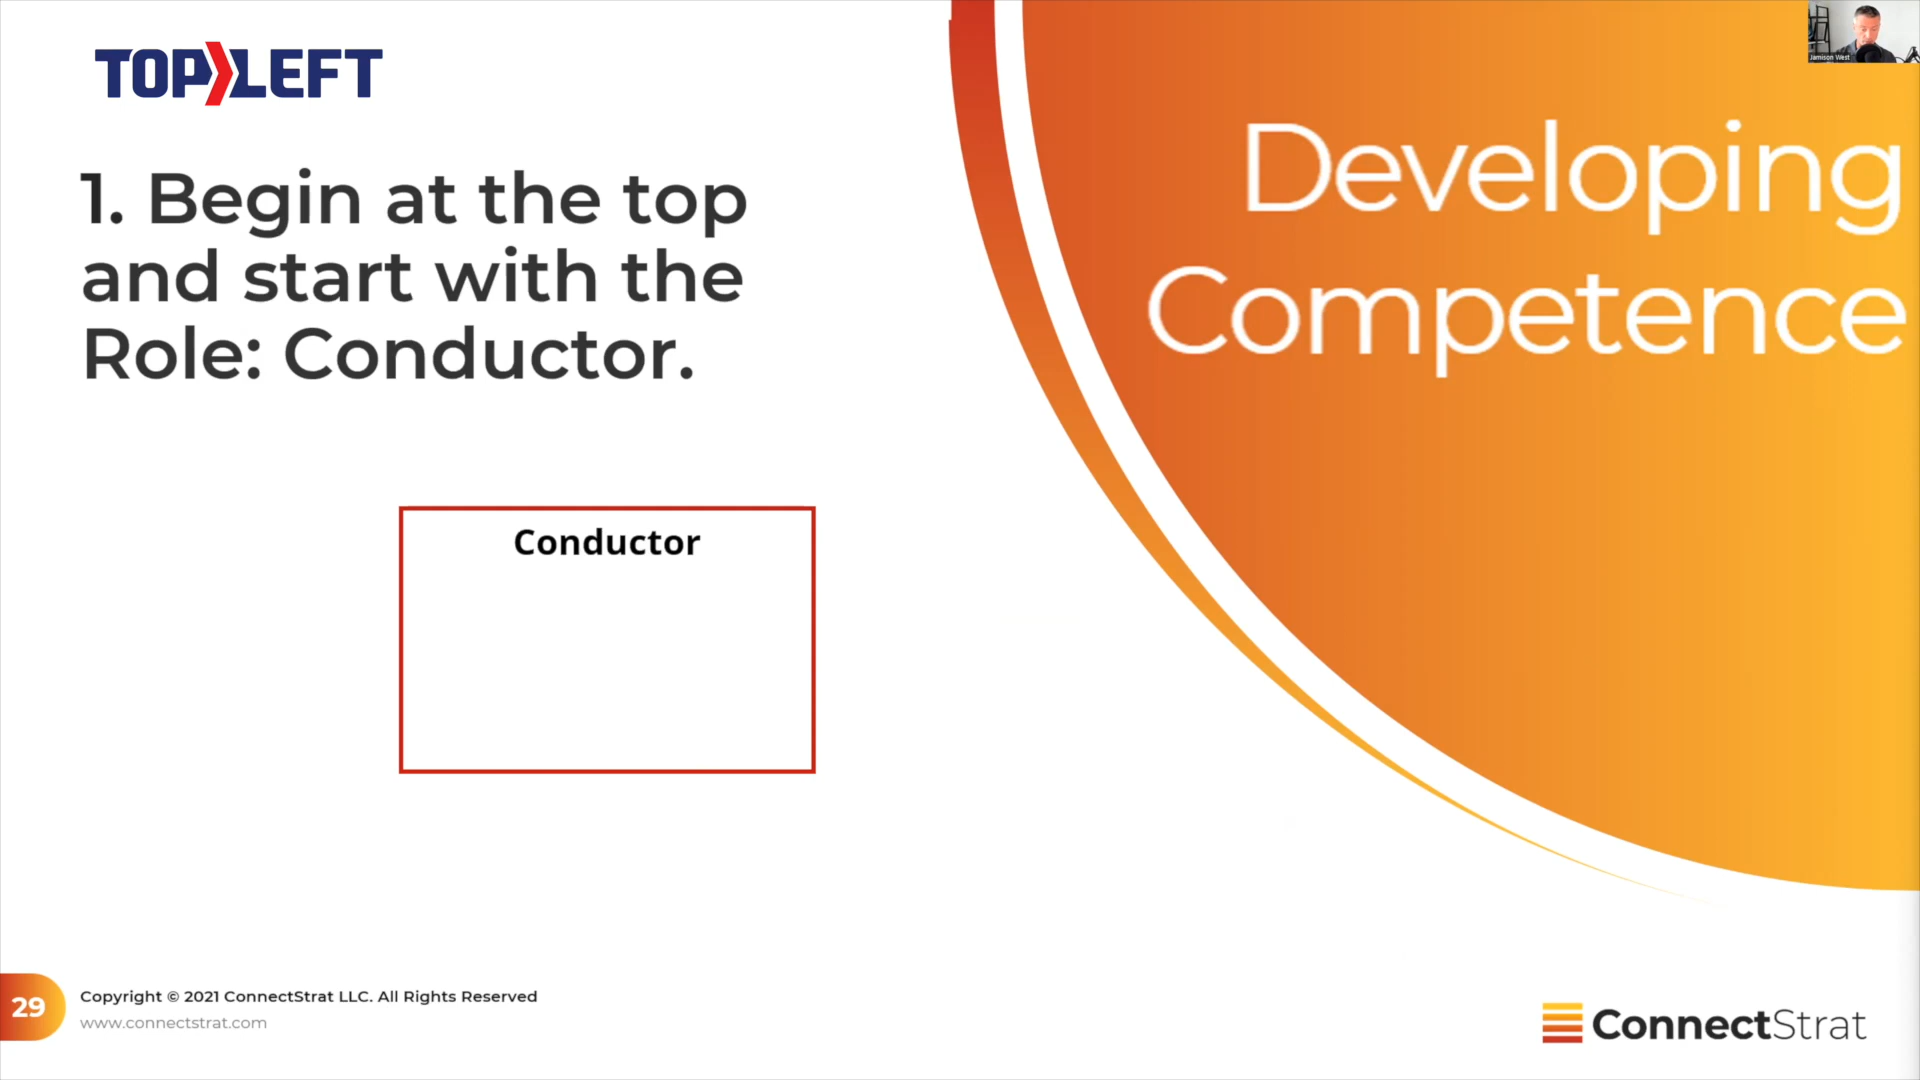 TOP LEFT
Jamison West
Developing
Competence
1. Begin at the top
and start with the
Role: Conductor.
Conductor
29
Copyright © 2021 ConnectStrat LLC. All Rights Reserved
www.connectstrat.com
ConnectStrat